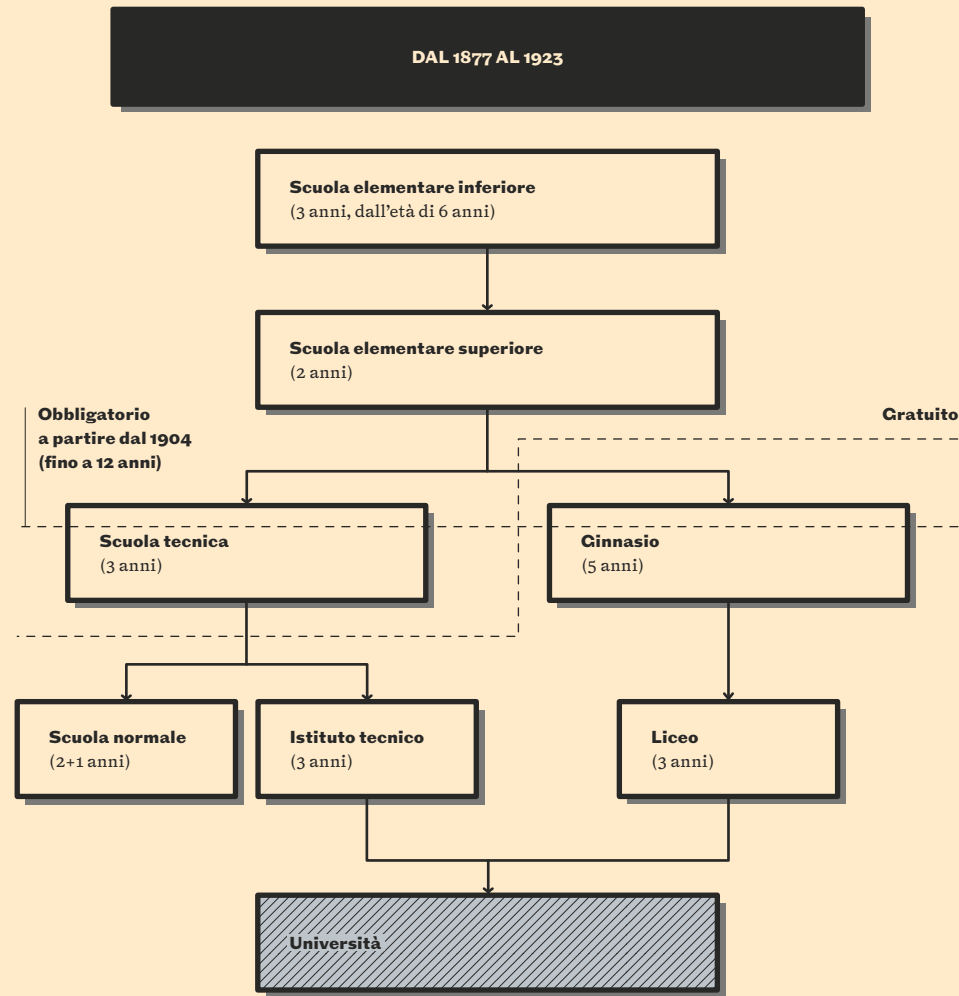 DAL 1877 AL 1923
Scuola elementare inferiore
(3 anni, dall’età di 6 anni)
Scuola elementare superiore
(2 anni)
Obbligatorio
a partire dal 1904
(fino a 12 anni)
Gratuito
Scuola tecnica
(3 anni)
Ginnasio
(5 anni)
Scuola normale
(2+1 anni)
Istituto tecnico
(3 anni)
Liceo
(3 anni)
Università